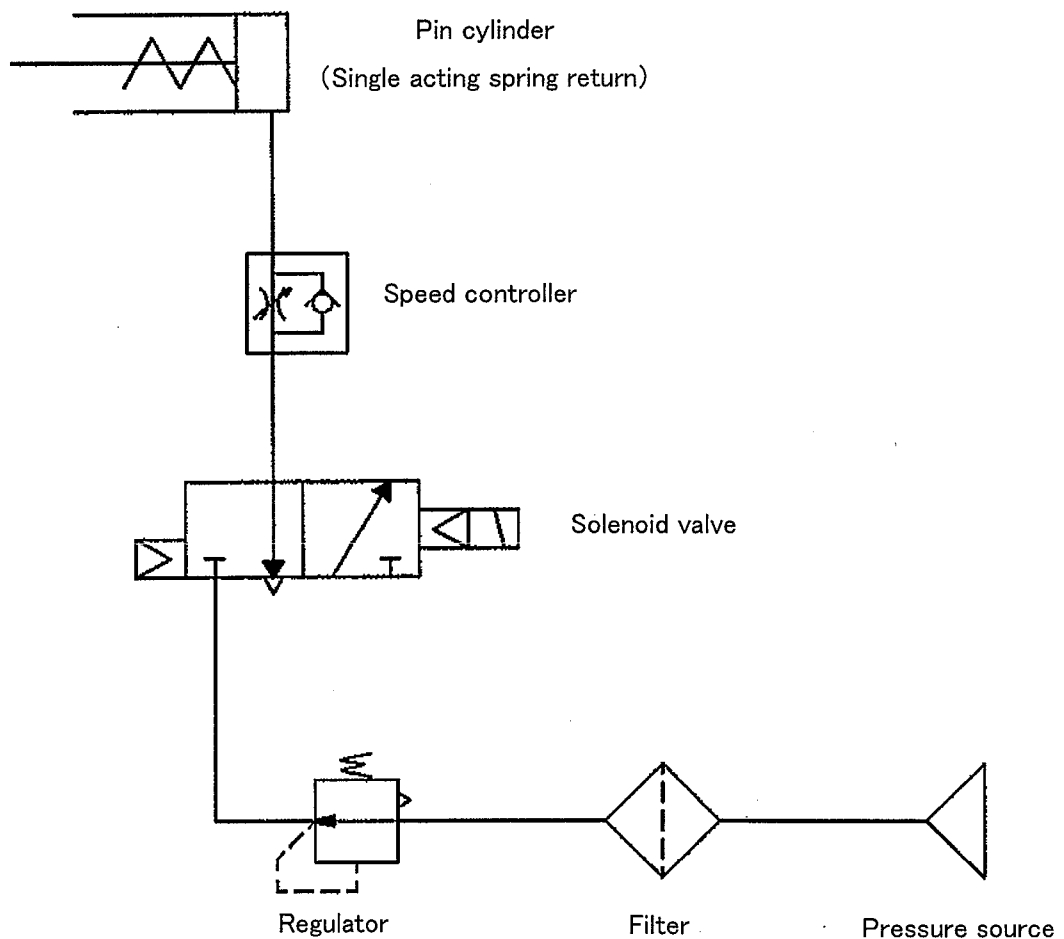 Pin cylinder
(Single acting spring return)
Speed controller
Solenoid valve
Regulator
Filter
Pressure source